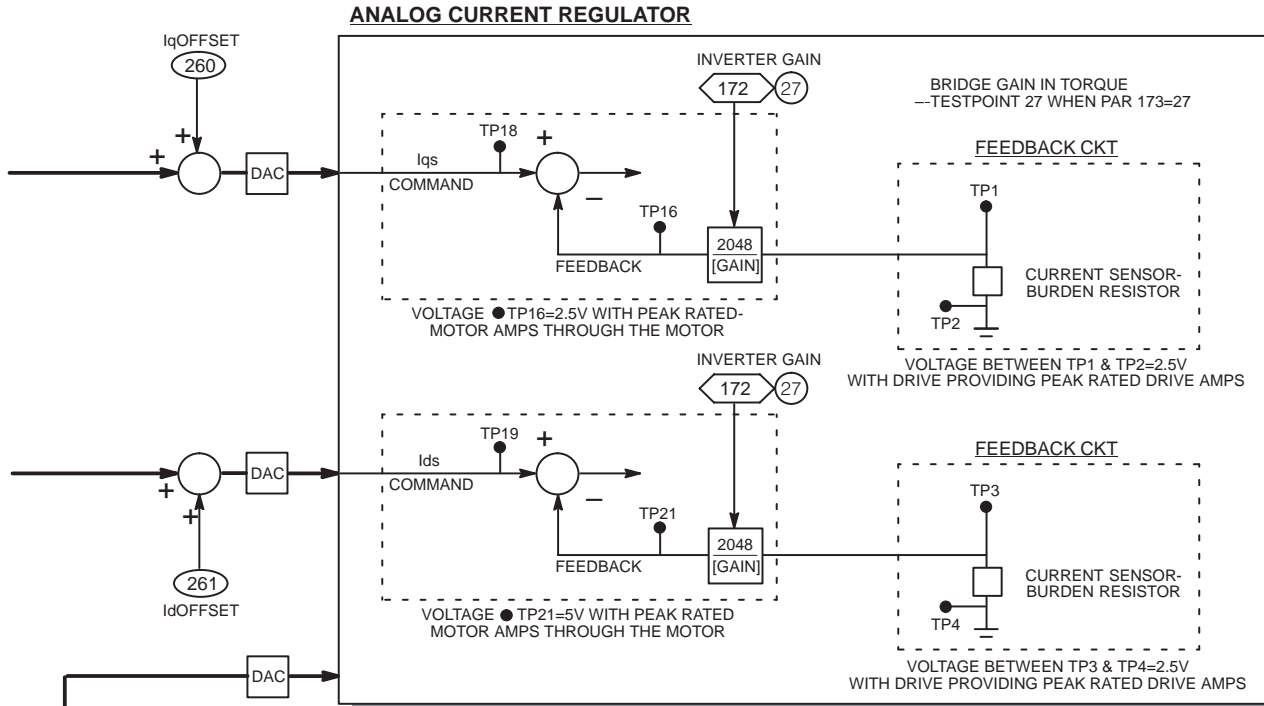 ANALOG CURRENT REGULATOR
IqOFFSET
260
+
+
DAC
INVERTER GAIN
172
27
BRIDGE GAIN IN TORQUE
---TESTPOINT 27 WHEN PAR 173=27
TP18
+
Iqs
COMMAND
–
TP16
FEEDBACK
2048
[GAIN]
VOLTAGE ●TP16=2.5V WITH PEAK RATED-
MOTOR AMPS THROUGH THE MOTOR
FEEDBACK CKT
TP1
CURRENT SENSOR-
BURDEN RESISTOR
TP2
VOLTAGE BETWEEN TP1 & TP2=2.5V
WITH DRIVE PROVIDING PEAK RATED DRIVE AMPS
INVERTER GAIN
172
27
TP19
+
Ids
COMMAND
–
DAC
+
+
261
IdOFFSET
TP21
FEEDBACK
2048
[GAIN]
VOLTAGE ● TP21=5V WITH PEAK RATED
MOTOR AMPS THROUGH THE MOTOR
FEEDBACK CKT
TP3
CURRENT SENSOR-
BURDEN RESISTOR
TP4
VOLTAGE BETWEEN TP3 & TP4=2.5V
WITH DRIVE PROVIDING PEAK RATED DRIVE AMPS
DAC